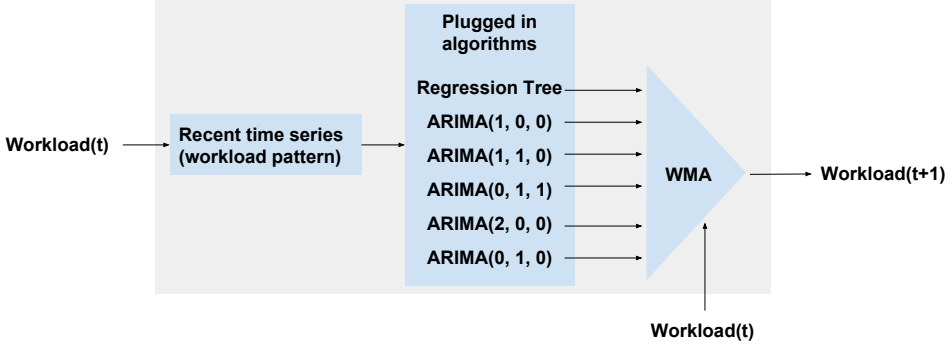 Plugged in
algorithms
Regression Tree
ARIMA(1, 0, 0)
ARIMA(1, 1, 0)
ARIMA(0, 1, 1)
ARIMA(2, 0, 0)
ARIMA(0, 1, 0)
Workload(t)
Recent time series
(workload pattern)
WMA
Workload(t+1)
Workload(t)